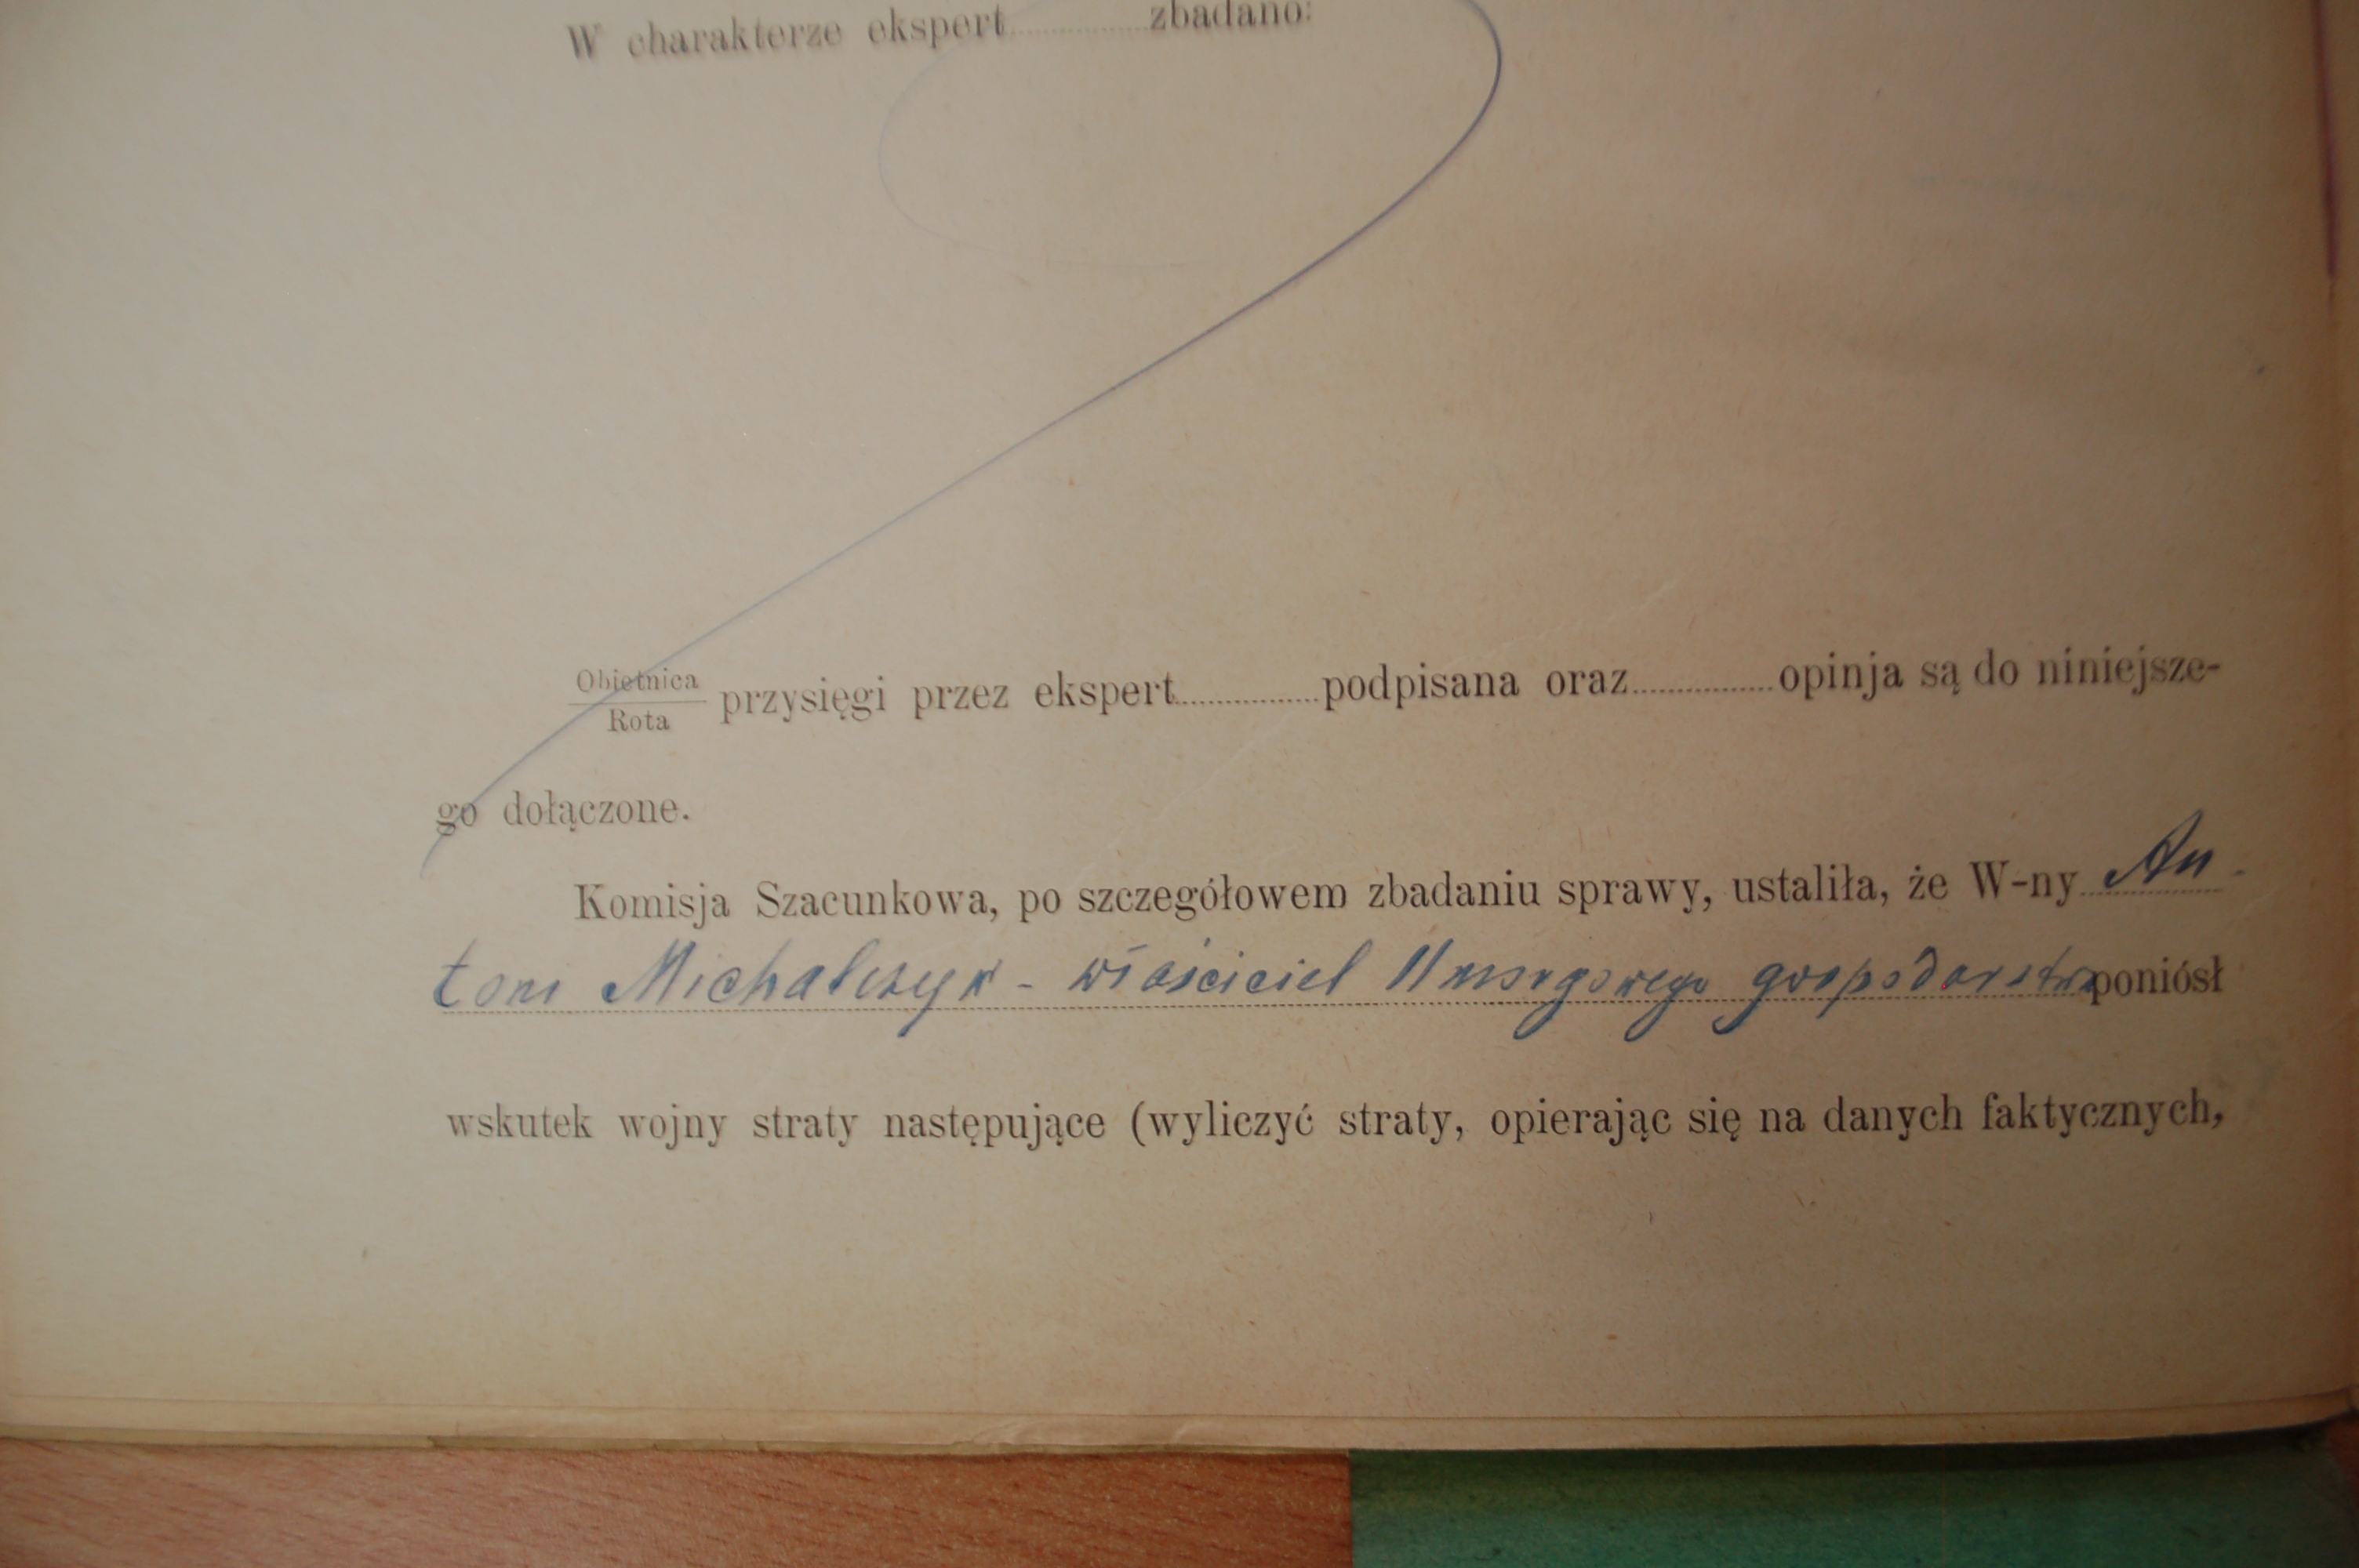 W charakterze ekspert............zbadano:
Obietnica
Rota
przysięgi przez ekspert............podpisana oraz............opinja są do niniejsze-
go dołączone.
Komisja Szacunkowa, po szczegółowem zbadaniu sprawy, ustaliła, że W-ny An-
toni Michalczyk - właściciel 11 morgowego gospodarstwa poniósł
wskutek wojny straty następujące (wyliczyć straty, opierając się na danych faktycznych,